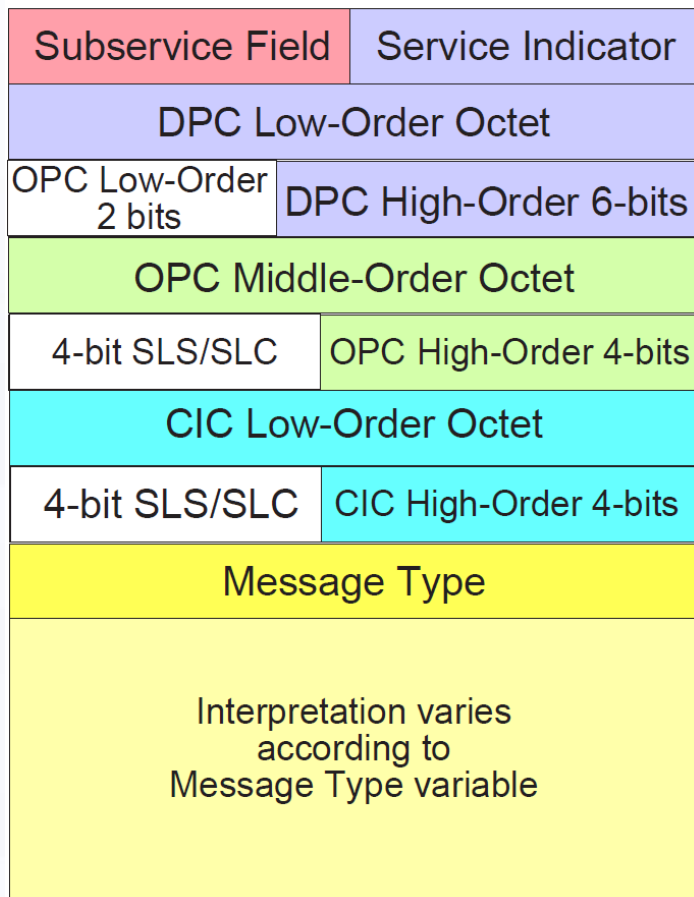 Subservice Field
Service Indicator
DPC Low-Order Octet
OPC Low-Order
2 bits
DPC High-Order 6-bits
OPC Middle-Order Octet
4-bit SLS/SLC
OPC High-Order 4-bits
CIC Low-Order Octet
4-bit SLS/SLC
CIC High-Order 4-bits
Message Type
Interpretation varies
according to
Message Type variable